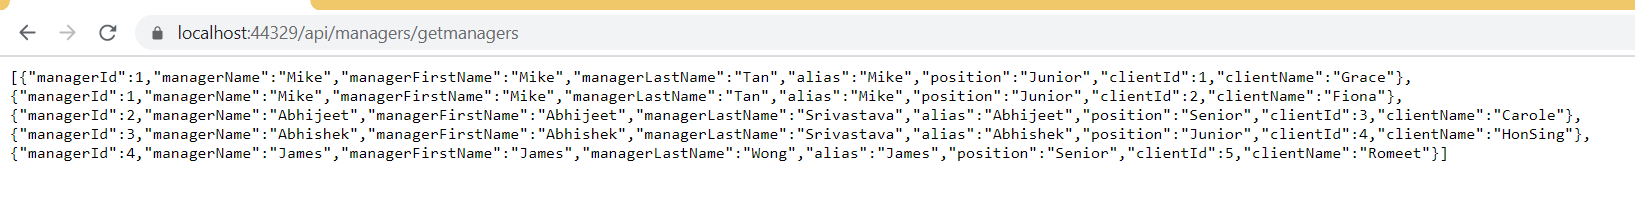 localhost:44329/api/managers/getmanagers
[{"managerId":1,"managerName":"Mike","managerFirstName":"Mike","managerLastName":"Tan","alias":"Mike","position":"Junior","clientId":1,"clientName":"Grace"},
{"managerId":1,"managerName":"Mike","managerFirstName":"Mike","managerLastName":"Tan","alias":"Mike","position":"Junior","clientId":2,"clientName":"Fiona"},
{"managerId":2,"managerName":"Abhijeet","managerFirstName":"Abhijeet","managerLastName":"Srivastava","alias":"Abhijeet","position":"Senior","clientId":3,"clientName":"Carole"},
{"managerId":3,"managerName":"Abhishek","managerFirstName":"Abhishek","managerLastName":"Srivastava","alias":"Abhishek","position":"Junior","clientId":4,"clientName":"HonSing"},
{"managerId":4,"managerName":"James","managerFirstName":"James","managerLastName":"Wong","alias":"James","position":"Senior","clientId":5,"clientName":"Romeet"}]